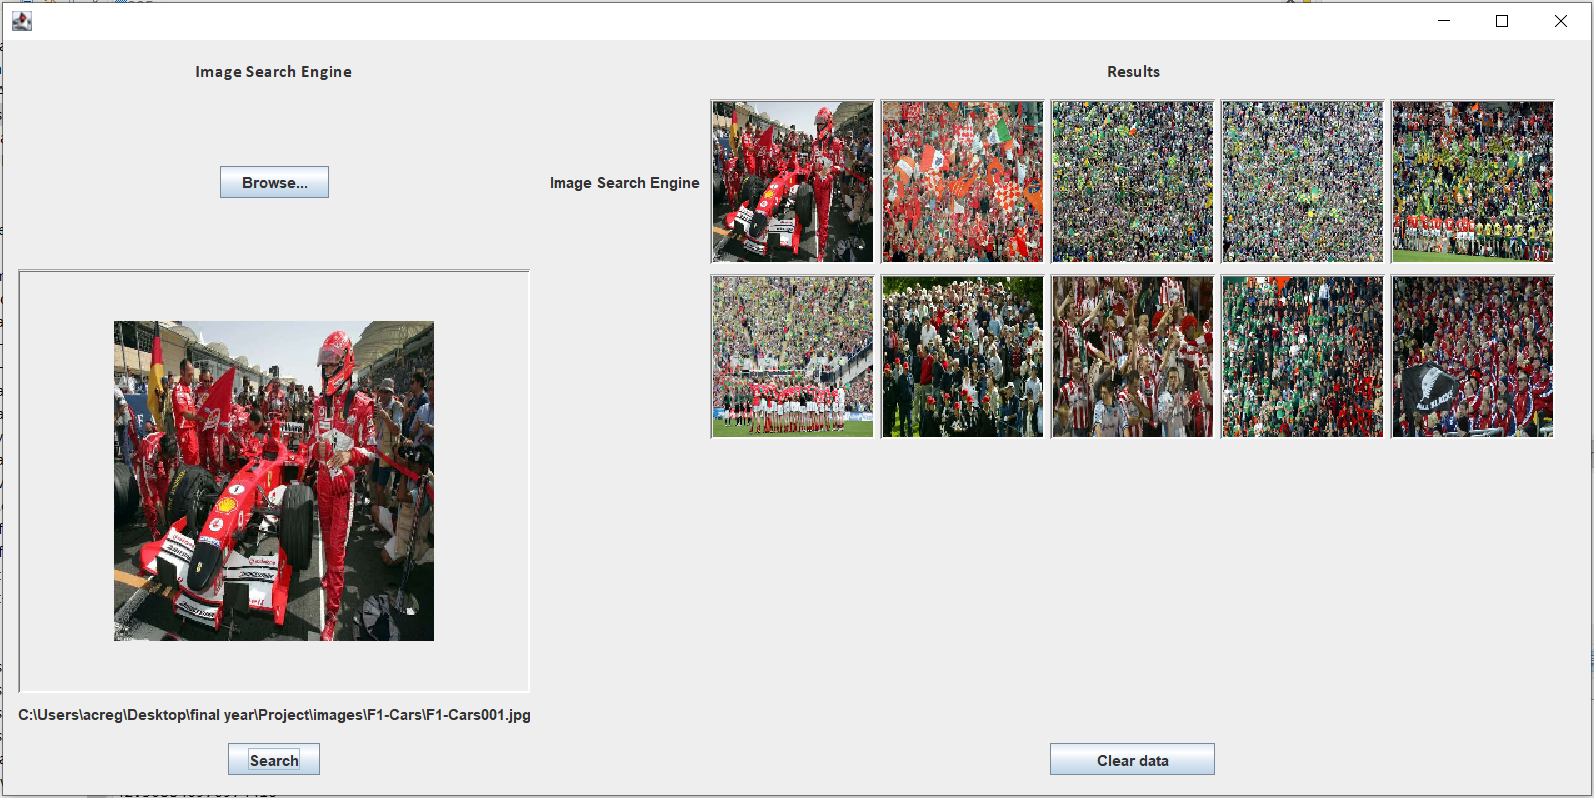 Image Search Engine
Results
Browse...
Image Search Engine
C:\Users\acreg\Desktop\final year\Project\images\F1-Cars\F1-Cars001.jpg
Search
Clear data